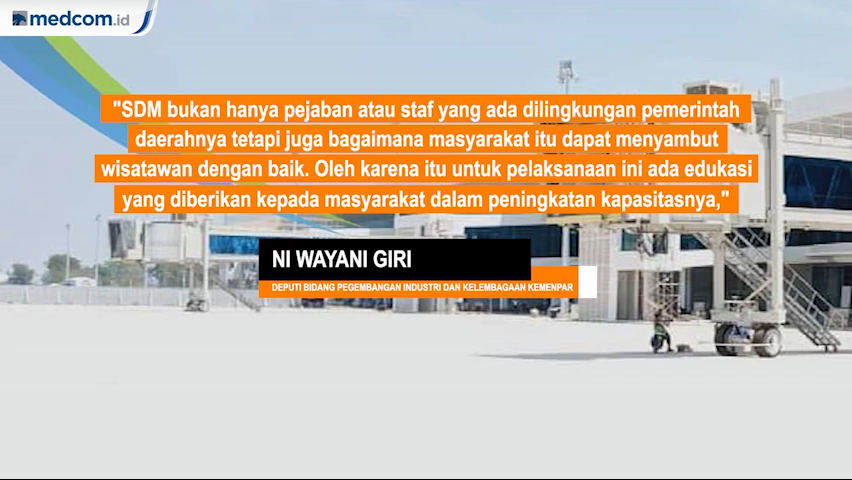 medcom.id
"SDM bukan hanya pejaban atau staf yang ada dilingkungan pemerintah
daerahnya tetapi juga bagaimana masyarakat itu dapat menyambut
wisatawan dengan baik. Oleh karena itu untuk pelaksanaan ini ada edukasi
yang diberikan kepada masyarakat dalam peningkatan kapasitasnya,"
NI WAYANI GIRI
DEPUTI BIDANG PEGEMBANGAN INDUSTRI DAN KELEMBAGAAN KEMENPAR